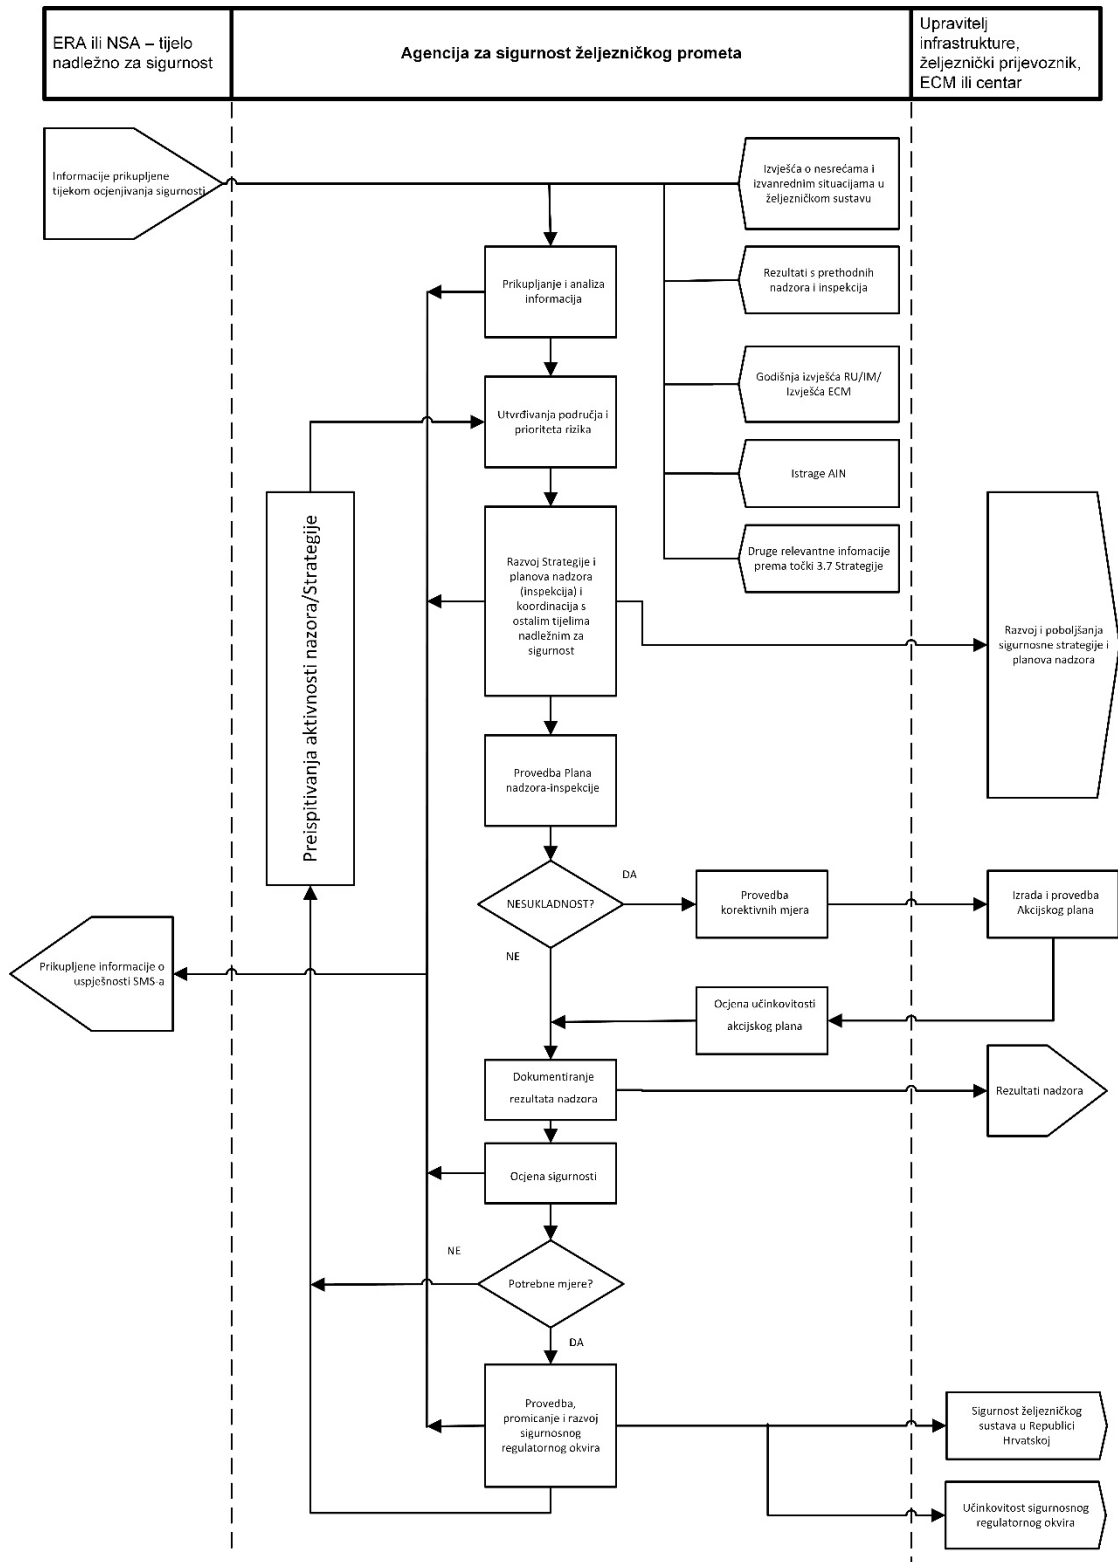 ERA ili NSA – tijelo
nadležno za sigurnost
Agencija za sigurnost željezničkog prometa
Upravitelj
infrastrukture,
željeznički prijevoznik,
ECM ili centar
Informacije prikupljene
tijekom ocjenjivanja sigurnosti
Izvješća o nesrećama i
izvanrednim situacijama u
željezničkom sustavu
Prikupljanje i analiza
informacija
Rezultati s prethodnih
nadzora i inspekcija
Godišnja izvješća RU/IM/
Izvješća ECM
Utvrđivanja područja i
prioriteta rizika
Istrage AIN
Preispitivanja aktivnosti nazora/Strategije
Razvoj Strategije i
planova nadzora
(inspekcija) i
koordinacija s
ostalim tijelima
nadležnim za
sigurnost
Druge relevantne infomacije
prema točki 3.7 Strategije
Razvoj i poboljšanja
sigurnosne strategije i
planova nadzora
Provedba Plana
nadzora-inspekcije
DA
NESUKLADNOST?
Provedba
korektivnih mjera
Izrada i provedba
Akcijskog plana
NE
Prikupljene informacije o
uspješnosti SMS-a
Ocjena učinkovitosti
akcijskog plana
Dokumentiranje
rezultata nadzora
Rezultati nadzora
Ocjena sigurnosti
NE
Potrebne mjere?
DA
Provedba,
promicanje i razvoj
sigurnosnog
regulatornog okvira
Sigurnost željezničkog
sustava u Republici
Hrvatskoj
Učinkovitost sigurnosnog
regulatornog okvira